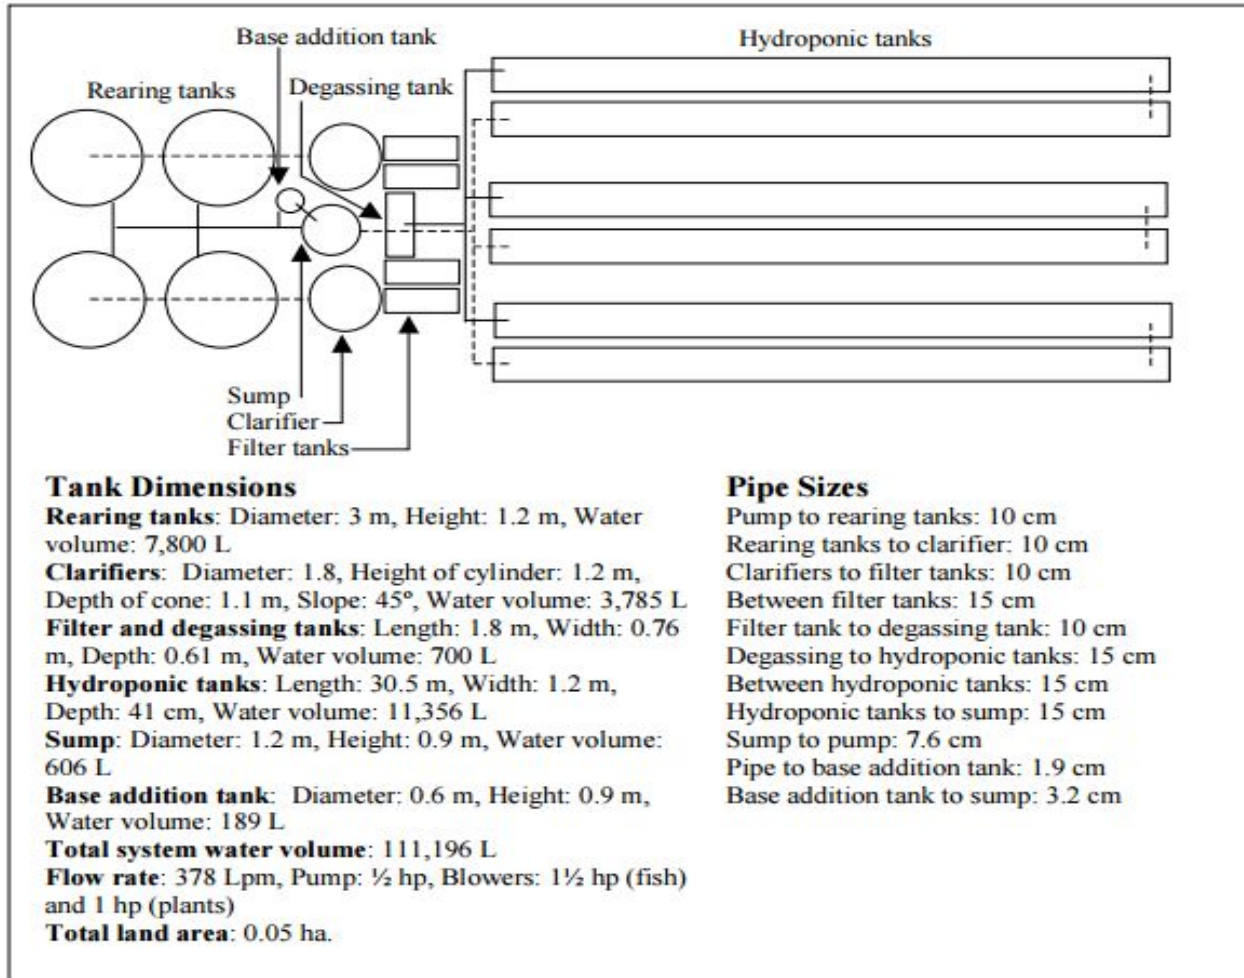 Base addition tank
Hydroponic tanks
Rearing tanks
Degassing tank
Sump
Clarifier
Filter tanks
Tank Dimensions
Rearing tanks: Diameter: 3 m, Height: 1.2 m, Water
volume: 7,800 L
Clarifiers: Diameter: 1.8, Height of cylinder: 1.2 m,
Depth of cone: 1.1 m, Slope: 45º, Water volume: 3,785 L
Filter and degassing tanks: Length: 1.8 m, Width: 0.76
m, Depth: 0.61 m, Water volume: 700 L
Hydroponic tanks: Length: 30.5 m, Width: 1.2 m,
Depth: 41 cm, Water volume: 11,356 L
Sump: Diameter: 1.2 m, Height: 0.9 m, Water volume:
606 L
Base addition tank: Diameter: 0.6 m, Height: 0.9 m,
Water volume: 189 L
Total system water volume: 111,196 L
Flow rate: 378 Lpm, Pump: ½ hp, Blowers: 1½ hp (fish)
and 1 hp (plants)
Total land area: 0.05 ha.
Pipe Sizes
Pump to rearing tanks: 10 cm
Rearing tanks to clarifier: 10 cm
Clarifiers to filter tanks: 10 cm
Between filter tanks: 15 cm
Filter tank to degassing tank: 10 cm
Degassing to hydroponic tanks: 15 cm
Between hydroponic tanks: 15 cm
Hydroponic tanks to sump: 15 cm
Sump to pump: 7.6 cm
Pipe to base addition tank: 1.9 cm
Base addition tank to sump: 3.2 cm